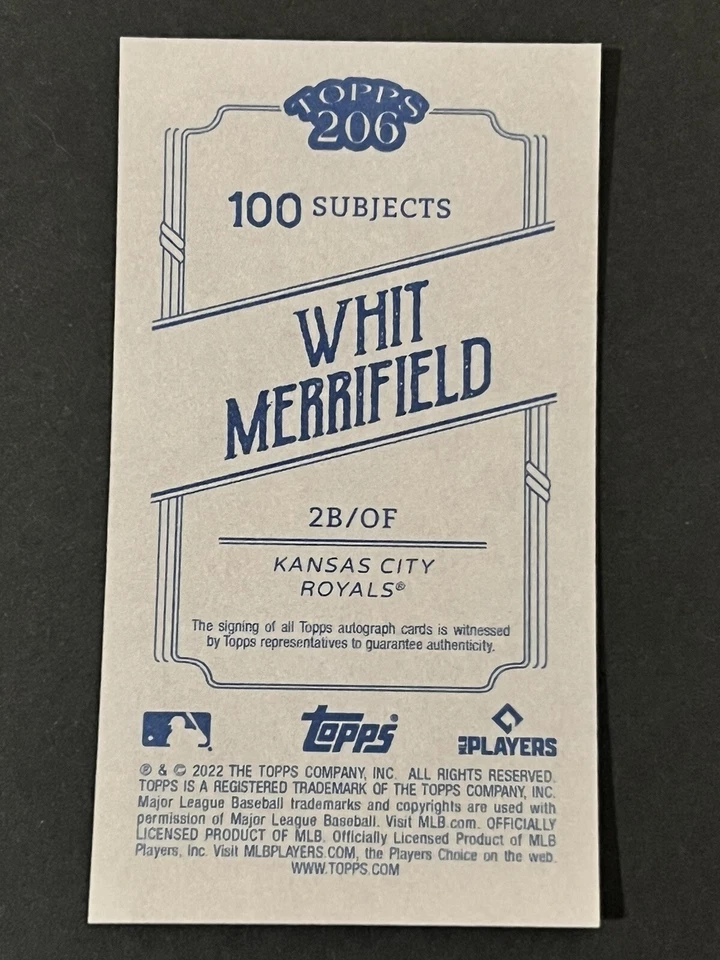 TOPPS
206
100 SUBJECTS
WHIT
MERRIFIELD
2B/OF
KANSAS CITY
ROYALS®
The signing of all Topps autograph cards is witnessed
by Topps representatives to guarantee authenticity.
Topps®
MLB PLAYERS
® & © 2022 THE TOPPS COMPANY, INC. ALL RIGHTS RESERVED.
TOPPS IS A REGISTERED TRADEMARK OF THE TOPPS COMPANY, INC.
Major League Baseball trademarks and copyrights are used with
permission of Major League Baseball. Visit MLB.com. OFFICIALLY
LICENSED PRODUCT OF MLB. Officially Licensed Product of MLB
Players, Inc. Visit MLBPLAYERS.COM, the Players Choice on the web.
WWW.TOPPS.COM